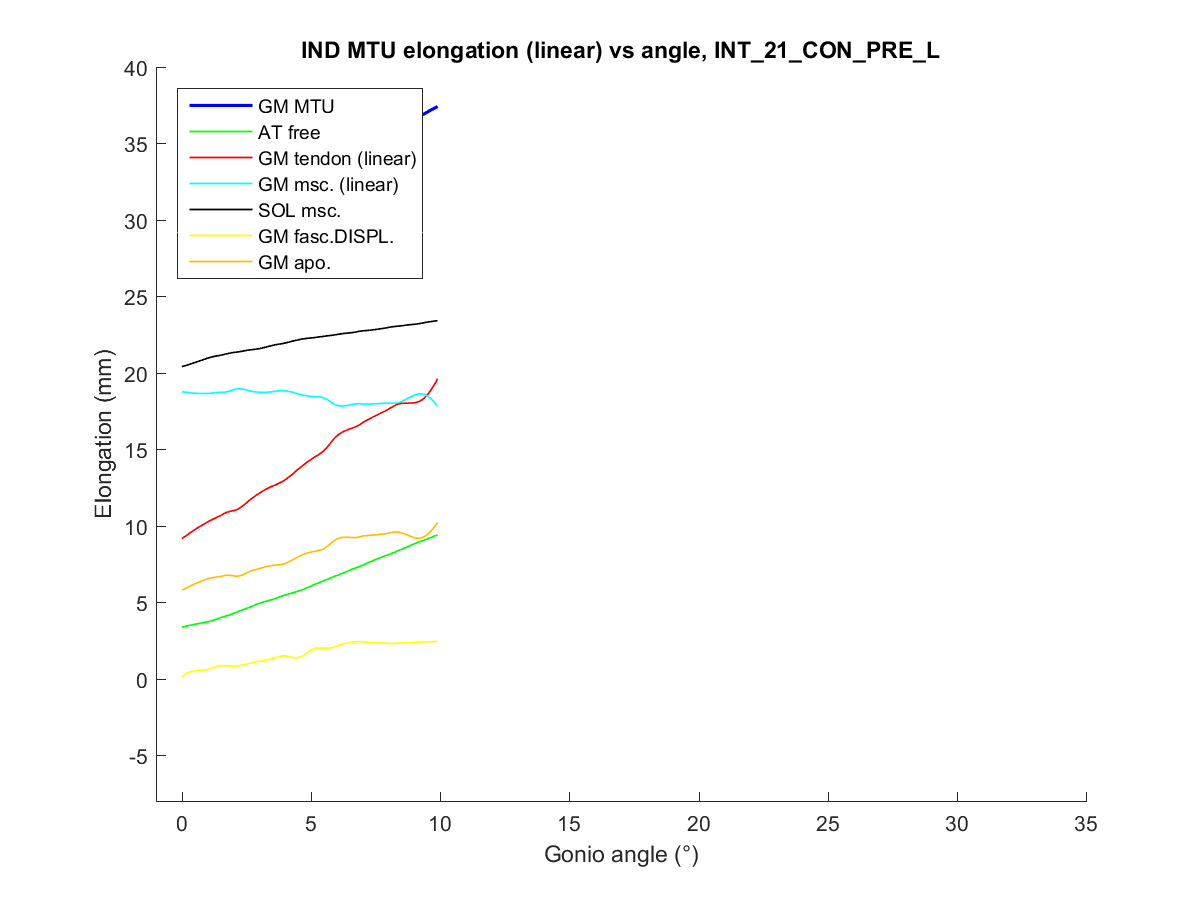 IND MTU elongation (linear) vs angle, INT_21_CON_PRE_L
40
35
30
25
20
15
10
5
0
-5
Elongation (mm)
GM MTU
AT free
GM tendon (linear)
GM msc. (linear)
SOL msc.
GM fasc.DISPL.
GM apo.
0 5 10 15 20 25 30 35
Gonio angle (°)